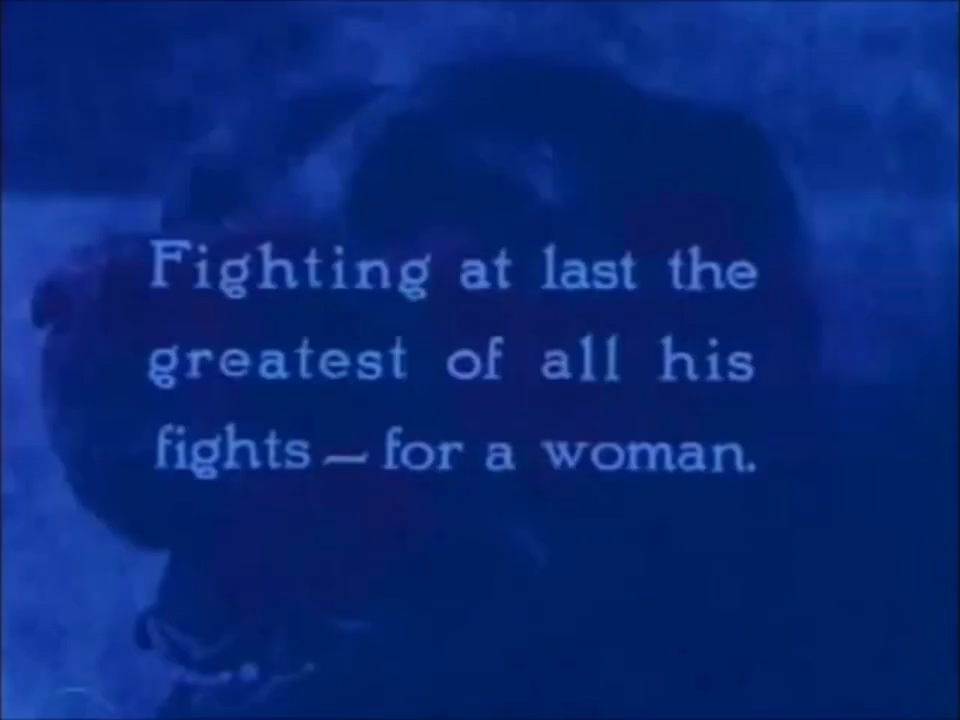 Fighting at last the
greatest of all his
fights — for a woman.